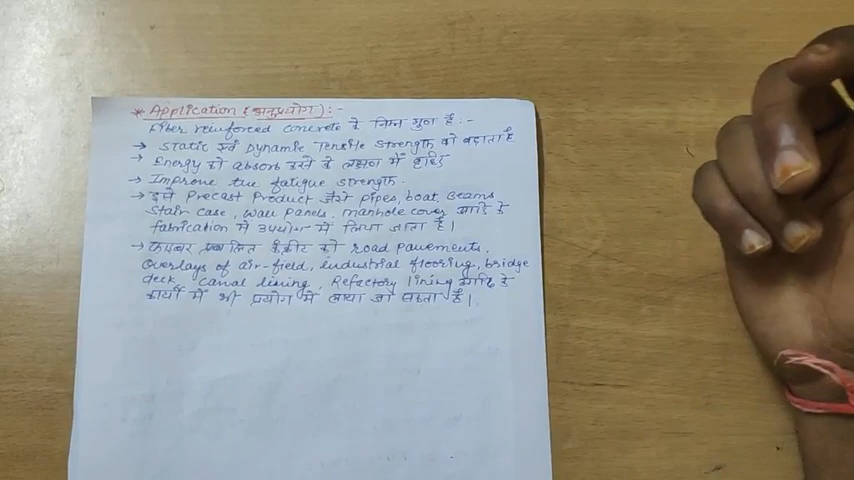 * Application (अनुप्रयोग) :-
Fiber reinforced concrete के निम्न गुण हैं :-
→ Static एवं Dynamic Tensile Strength को बढ़ाता है
→ Energy को absorb करने के लक्षण में वृद्धि
→ Improve the fatigue strength.
→ इसे Precast Product जैसे pipes, boat, Beams
Stair case, Wall Panels, manhole cover आदि के
fabrication में उपयोग में लिया जाता है।
→ फाइबर प्रबलित कंक्रीट को road pavements,
Overlays of air-field, industrial flooring, bridge
deck, canal lining, Refactory lining आदि के
कार्यों में भी प्रयोग में लाया जा सकता है।